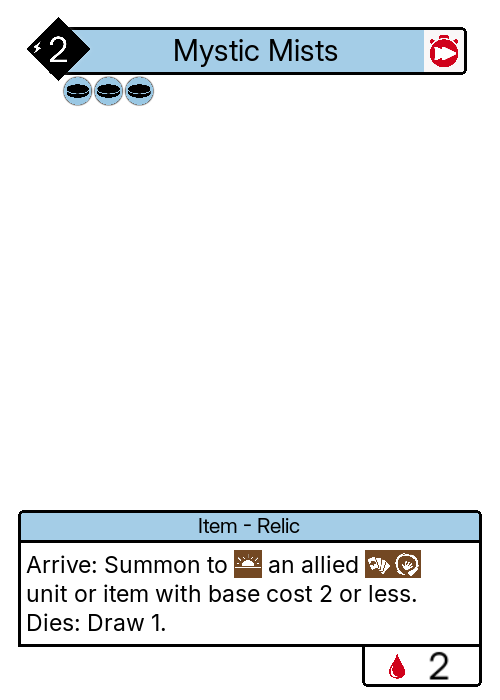 2
Mystic Mists
Item - Relic
Arrive: Summon to an allied
unit or item with base cost 2 or less.
Dies: Draw 1.
2